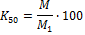 K₅₀ = M/M₁ · 100